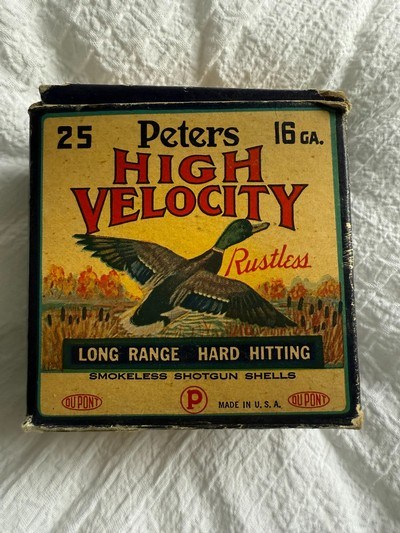 25 Peters 16 GA.
HIGH
VELOCITY
Rustless
LONG RANGE HARD HITTING
SMOKELESS SHOTGUN SHELLS
DU PONT P MADE IN U.S.A. DU PONT